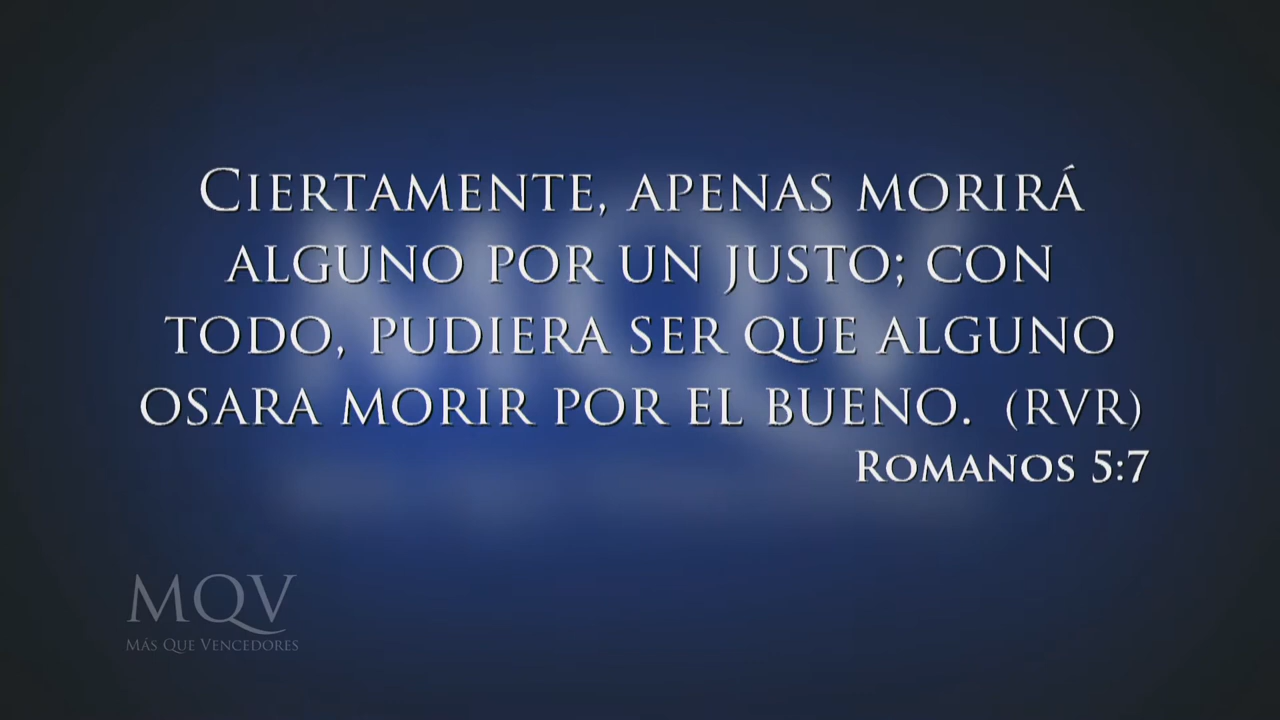 Ciertamente, apenas morirá
alguno por un justo; con
todo, pudiera ser que alguno
osara morir por el bueno. (RVR)
Romanos 5:7
MQV
Más Que Vencedores